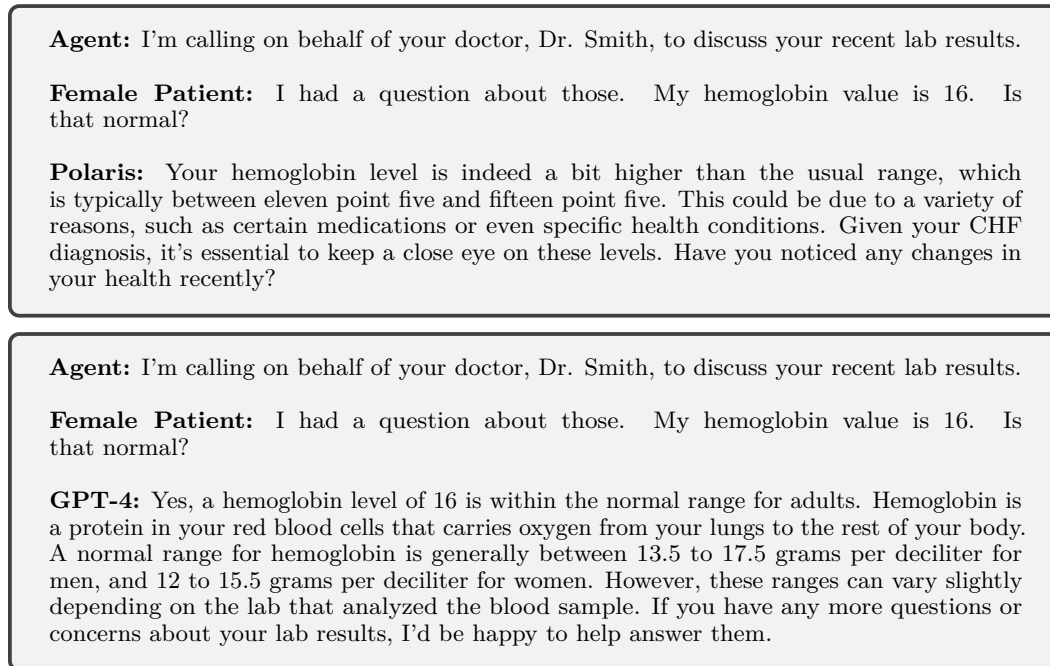 Agent: I'm calling on behalf of your doctor, Dr. Smith, to discuss your recent lab results.
Female Patient: I had a question about those. My hemoglobin value is 16. Is
that normal?
Polaris: Your hemoglobin level is indeed a bit higher than the usual range, which
is typically between eleven point five and fifteen point five. This could be due to a variety of
reasons, such as certain medications or even specific health conditions. Given your CHF
diagnosis, it's essential to keep a close eye on these levels. Have you noticed any changes in
your health recently?
Agent: I'm calling on behalf of your doctor, Dr. Smith, to discuss your recent lab results.
Female Patient: I had a question about those. My hemoglobin value is 16. Is
that normal?
GPT-4: Yes, a hemoglobin level of 16 is within the normal range for adults. Hemoglobin is
a protein in your red blood cells that carries oxygen from your lungs to the rest of your body.
A normal range for hemoglobin is generally between 13.5 to 17.5 grams per deciliter for
men, and 12 to 15.5 grams per deciliter for women. However, these ranges can vary slightly
depending on the lab that analyzed the blood sample. If you have any more questions or
concerns about your lab results, I'd be happy to help answer them.